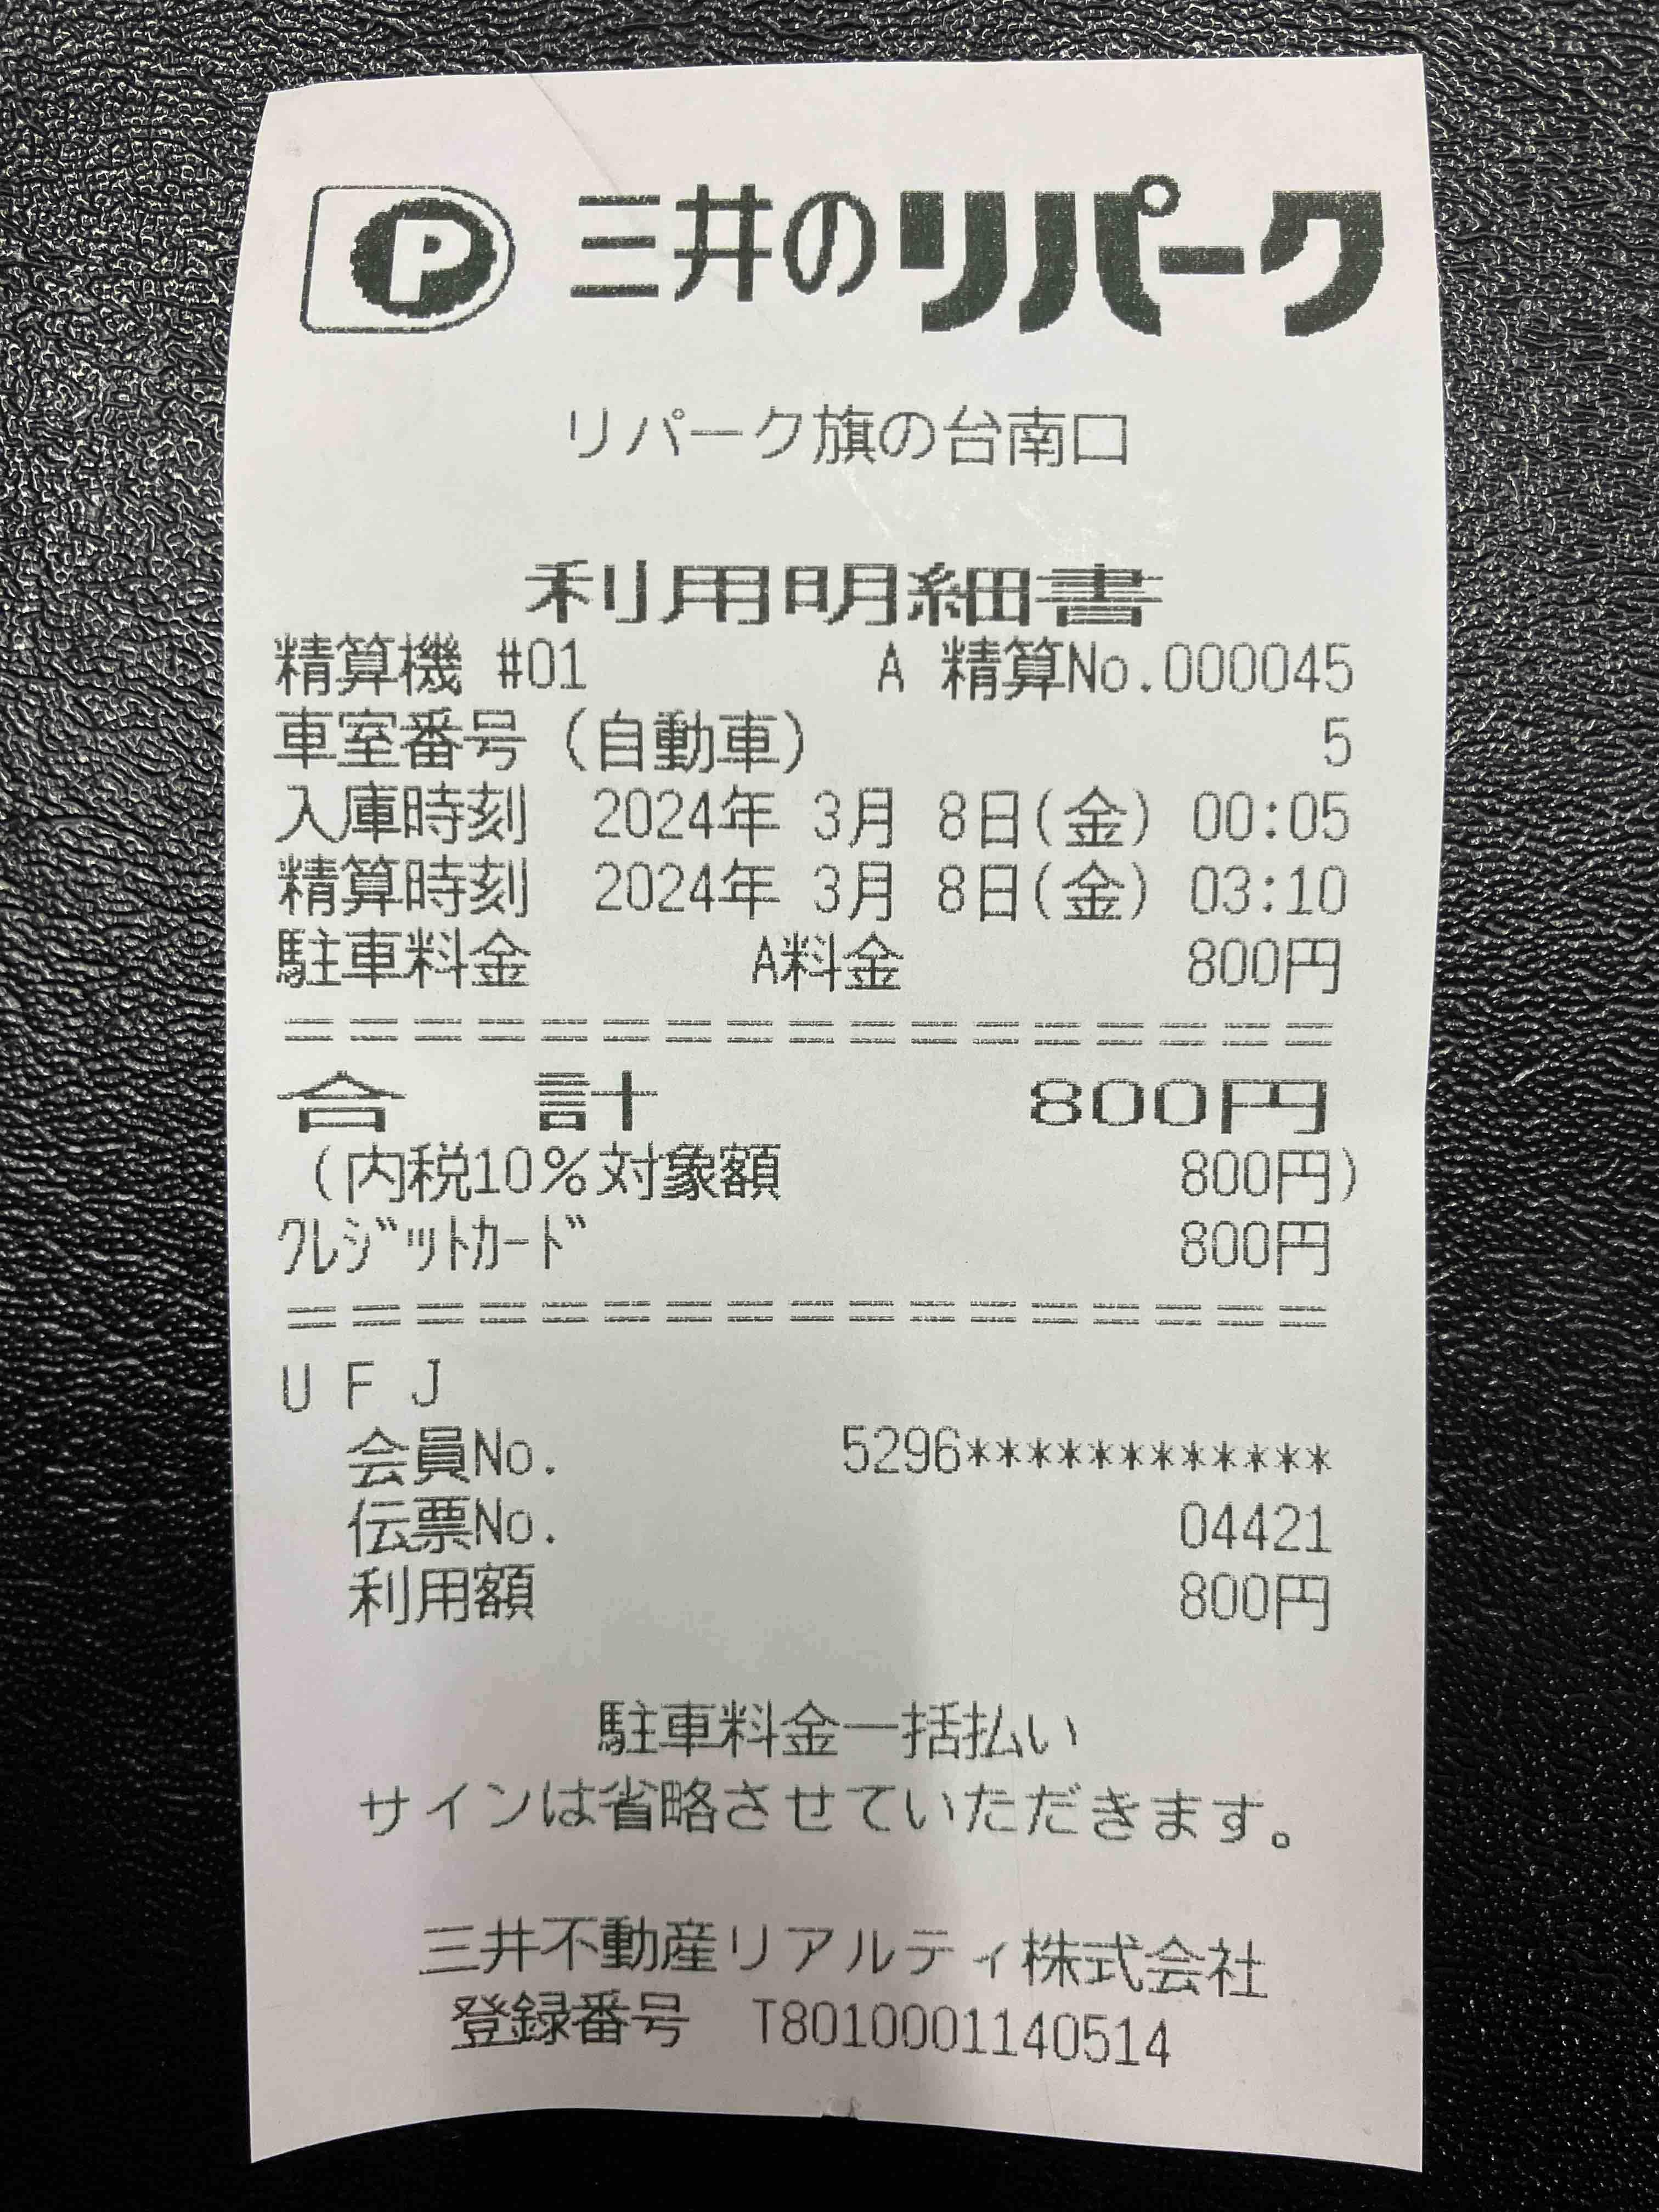 P 三井のリパーク
リパーク旗の台南口
利用明細書
精算機 #01 A 精算No.000045
車室番号（自動車） 5
入庫時刻 2024年 3月 8日(金) 00:05
精算時刻 2024年 3月 8日(金) 03:10
駐車料金 A料金 800円
==================
合 計 800円
（内税10%対象額 800円）
ｸﾚｼﾞｯﾄｶｰﾄﾞ 800円
==================
UFJ
会員No. 5296************
伝票No. 04421
利用額 800円
駐車料金一括払い
サインは省略させていただきます。
三井不動産リアルティ株式会社
登録番号 T8010001140514